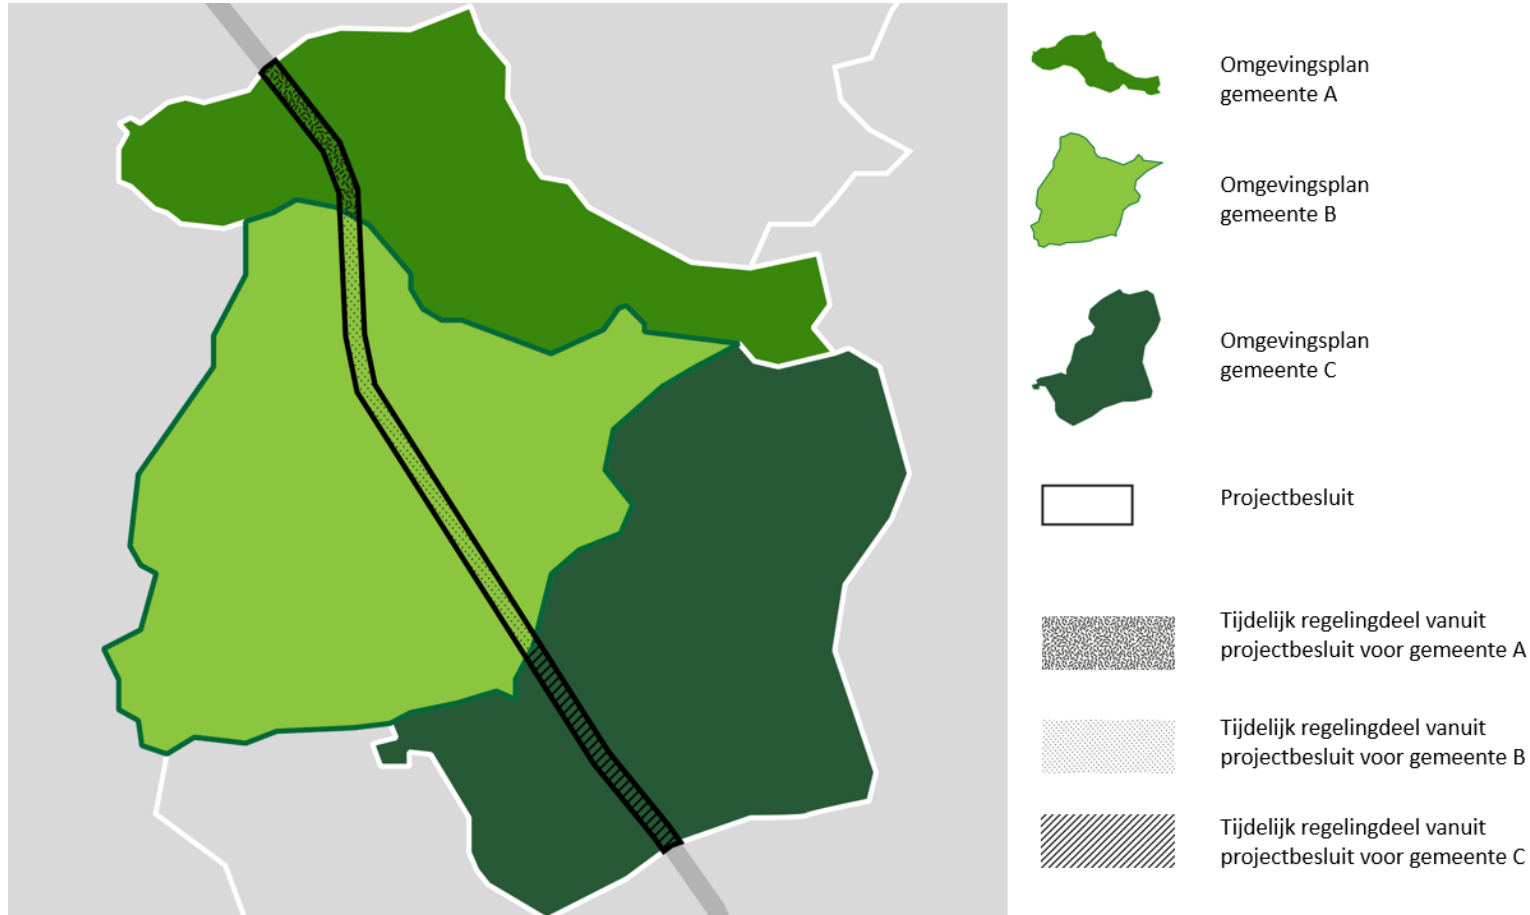 Omgevingsplan
gemeente A
Omgevingsplan
gemeente B
Omgevingsplan
gemeente C
Projectbesluit
Tijdelijk regelingdeel vanuit
projectbesluit voor gemeente A
Tijdelijk regelingdeel vanuit
projectbesluit voor gemeente B
Tijdelijk regelingdeel vanuit
projectbesluit voor gemeente C